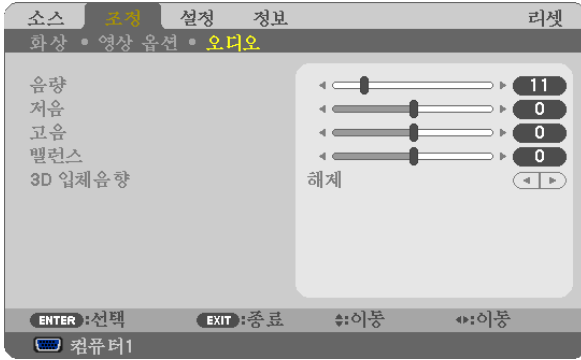 소스 조정 설정 정보 리셋
화상 • 영상 옵션 • 오디오
음량 11
저음 0
고음 0
밸런스 0
3D 입체음향 해제
ENTER :선택 EXIT :종료 :이동 :이동
컴퓨터1